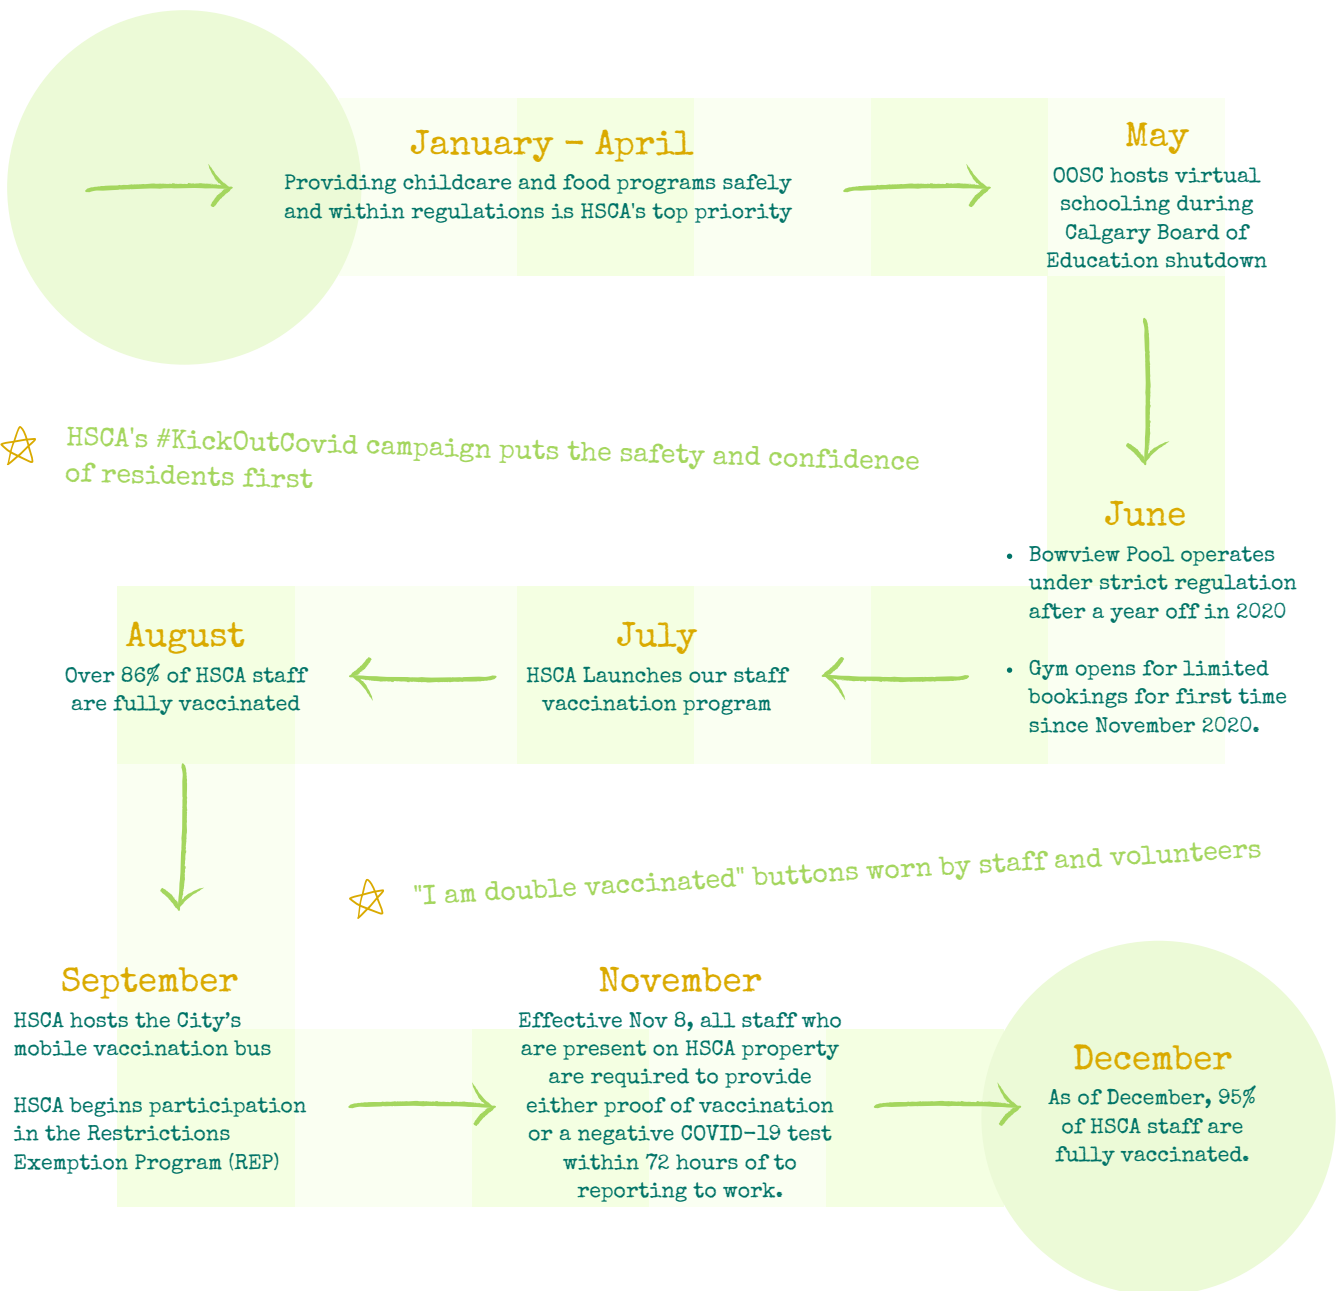 January - April
Providing childcare and food programs safely
and within regulations is HSCA's top priority
May
OOSC hosts virtual
schooling during
Calgary Board of
Education shutdown
HSCA's #KickOutCovid campaign puts the safety and confidence
of residents first
June
• Bowview Pool operates
under strict regulation
after a year off in 2020
• Gym opens for limited
bookings for first time
since November 2020.
July
HSCA Launches our staff
vaccination program
August
Over 86% of HSCA staff
are fully vaccinated
"I am double vaccinated" buttons worn by staff and volunteers
September
HSCA hosts the City’s
mobile vaccination bus
HSCA begins participation
in the Restrictions
Exemption Program (REP)
November
Effective Nov 8, all staff who
are present on HSCA property
are required to provide
either proof of vaccination
or a negative COVID-19 test
within 72 hours of to
reporting to work.
December
As of December, 95%
of HSCA staff are
fully vaccinated.